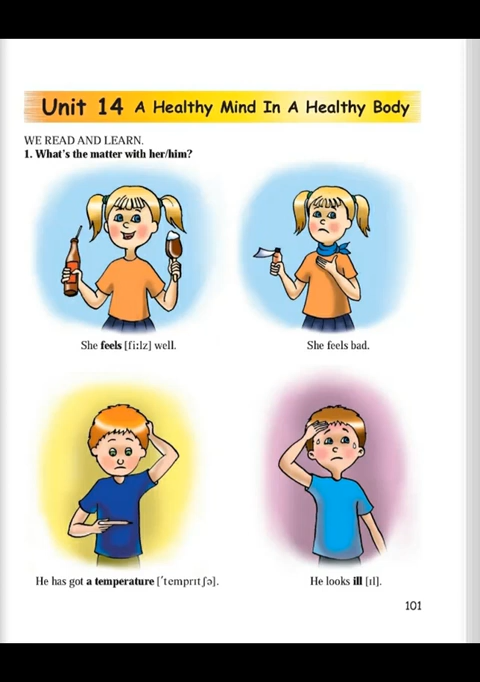 Unit 14 A Healthy Mind In A Healthy Body
WE READ AND LEARN.
1. What's the matter with her/him?
She feels [fi:lz] well.
She feels bad.
He has got a temperature [ˈtemprɪtʃə].
He looks ill [ɪl].
101